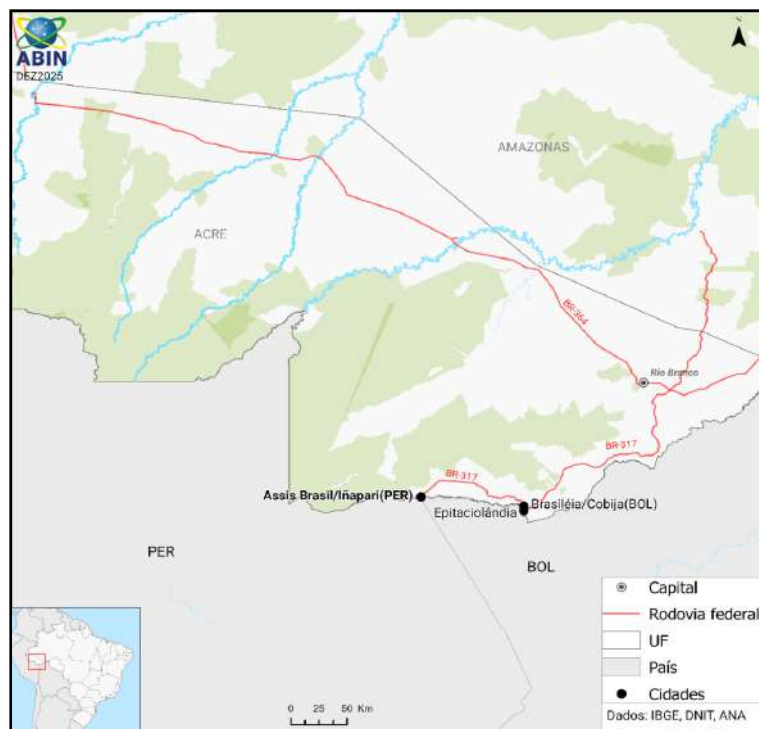 ABIN
DEZ2025
N
AMAZONAS
ACRE
BR-364
Rio Branco
BR-317
BR-317
Assis Brasil/Iñapari(PER)
Brasiléia/Cobija(BOL)
Epitaciolândia
PER
BOL
Capital
Rodovia federal
UF
País
Cidades
Dados: IBGE, DNIT, ANA
0 25 50 Km